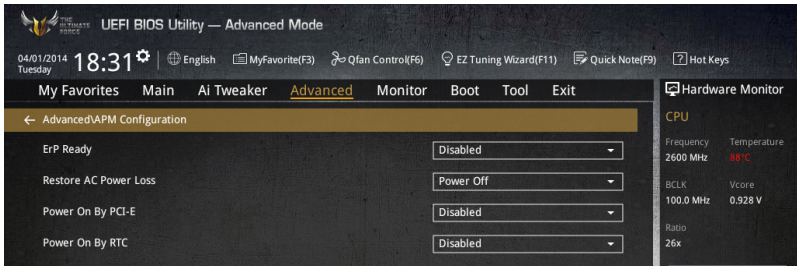 THE ULTIMATE FORCE UEFI BIOS Utility — Advanced Mode
04/01/2014 Tuesday 18:31 English MyFavorite(F3) Qfan Control(F6) EZ Tuning Wizard(F11) Quick Note(F9) ? Hot Keys
My Favorites Main Ai Tweaker Advanced Monitor Boot Tool Exit
← Advanced\APM Configuration
ErP Ready Disabled
Restore AC Power Loss Power Off
Power On By PCI-E Disabled
Power On By RTC Disabled
Hardware Monitor
CPU
Frequency Temperature
2600 MHz 88°C
BCLK Vcore
100.0 MHz 0.928 V
Ratio
26x